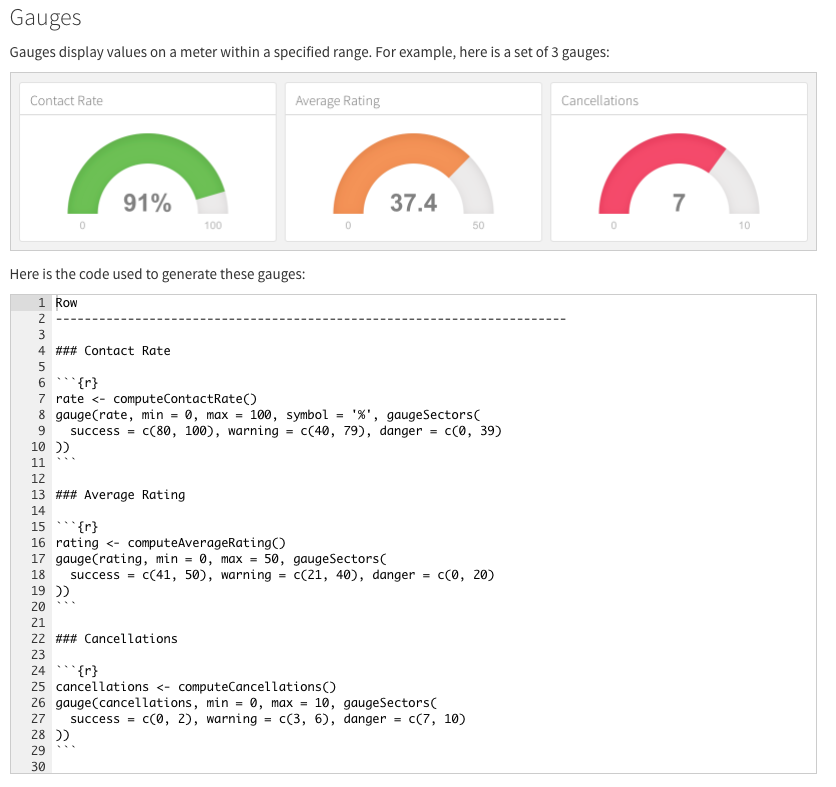 Gauges
Gauges display values on a meter within a specified range. For example, here is a set of 3 gauges:
Contact Rate
Average Rating
Cancellations
91%
37.4
7
0
100
0
50
0
10
Here is the code used to generate these gauges:
1 Row
2 -----------------------------------------------------------------------
3
4 ### Contact Rate
5
6 ```{r}
7 rate <- computeContactRate()
8 gauge(rate, min = 0, max = 100, symbol = '%', gaugeSectors(
9   success = c(80, 100), warning = c(40, 79), danger = c(0, 39)
10 ))
11 ```
12
13 ### Average Rating
14
15 ```{r}
16 rating <- computeAverageRating()
17 gauge(rating, min = 0, max = 50, gaugeSectors(
18   success = c(41, 50), warning = c(21, 40), danger = c(0, 20)
19 ))
20 ```
21
22 ### Cancellations
23
24 ```{r}
25 cancellations <- computeCancellations()
26 gauge(cancellations, min = 0, max = 10, gaugeSectors(
27   success = c(0, 2), warning = c(3, 6), danger = c(7, 10)
28 ))
29 ```
30